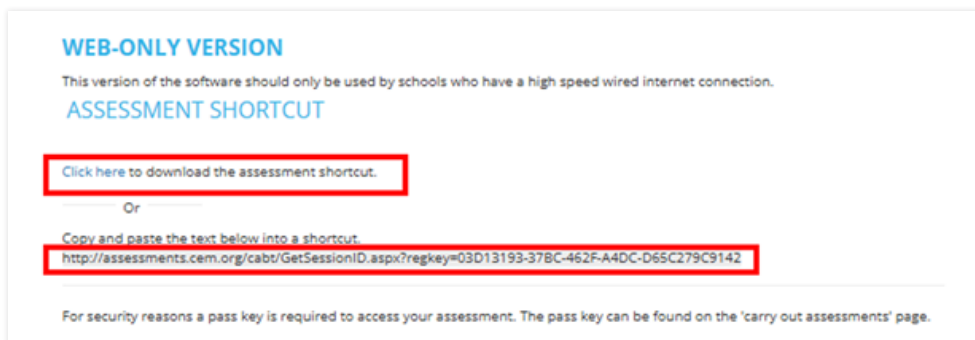 WEB-ONLY VERSION
This version of the software should only be used by schools who have a high speed wired internet connection.
ASSESSMENT SHORTCUT
Click here to download the assessment shortcut.
Or
Copy and paste the text below into a shortcut.
http://assessments.cem.org/cabt/GetSessionID.aspx?regkey=03D13193-37BC-462F-A4DC-D65C279C9142
For security reasons a pass key is required to access your assessment. The pass key can be found on the 'carry out assessments' page.